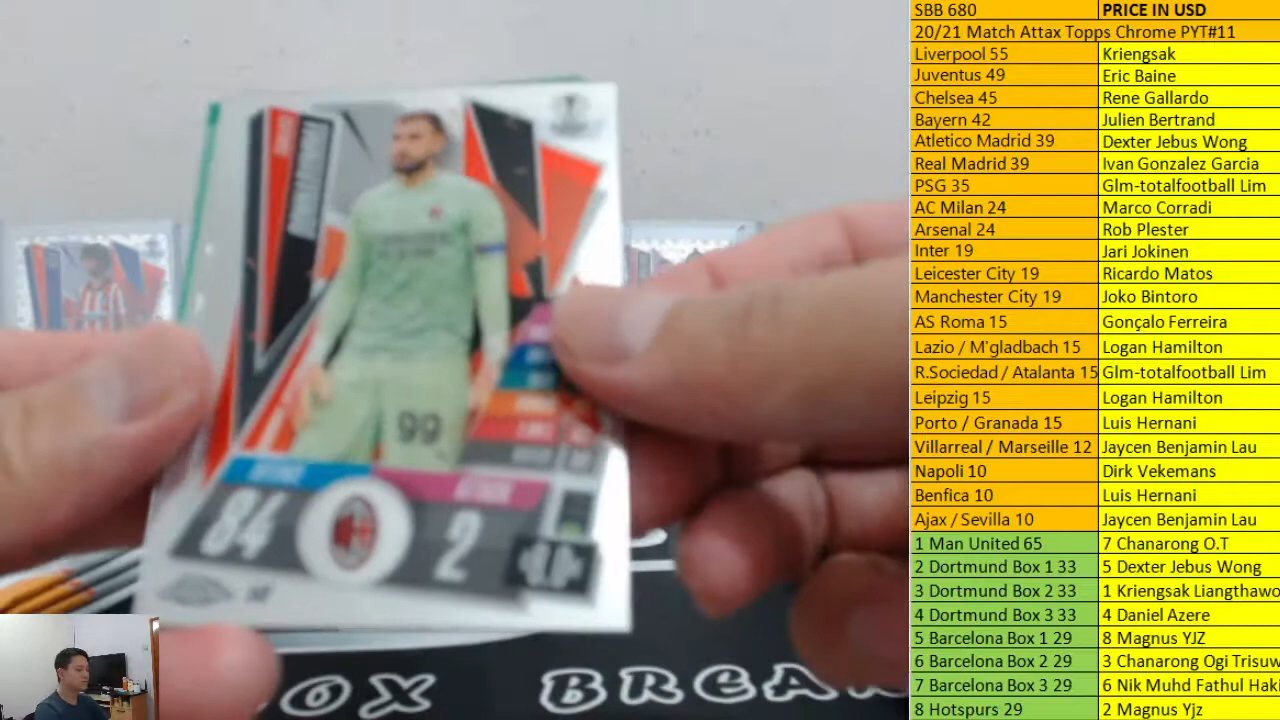 SBB 680 PRICE IN USD
20/21 Match Attax Topps Chrome PYT#11
Liverpool 55 Kriengsak
Juventus 49 Eric Baine
Chelsea 45 Rene Gallardo
Bayern 42 Julien Bertrand
Atletico Madrid 39 Dexter Jebus Wong
Real Madrid 39 Ivan Gonzalez Garcia
PSG 35 Glm-totalfootball Lim
AC Milan 24 Marco Corradi
Arsenal 24 Rob Plester
Inter 19 Jari Jokinen
Leicester City 19 Ricardo Matos
Manchester City 19 Joko Bintoro
AS Roma 15 Gonçalo Ferreira
Lazio / M'gladbach 15 Logan Hamilton
R.Sociedad / Atalanta 15 Glm-totalfootball Lim
Leipzig 15 Logan Hamilton
Porto / Granada 15 Luis Hernani
Villarreal / Marseille 12 Jaycen Benjamin Lau
Napoli 10 Dirk Vekemans
Benfica 10 Luis Hernani
Ajax / Sevilla 10 Jaycen Benjamin Lau
1 Man United 65 7 Chanarong O.T
2 Dortmund Box 1 33 5 Dexter Jebus Wong
3 Dortmund Box 2 33 1 Kriengsak Liangthawo
4 Dortmund Box 3 33 4 Daniel Azere
5 Barcelona Box 1 29 8 Magnus YJZ
6 Barcelona Box 2 29 3 Chanarong Ogi Trisuw
7 Barcelona Box 3 29 6 Nik Muhd Fathul Haki
8 Hotspurs 29 2 Magnus Yjz
99
84 2
OX BREA